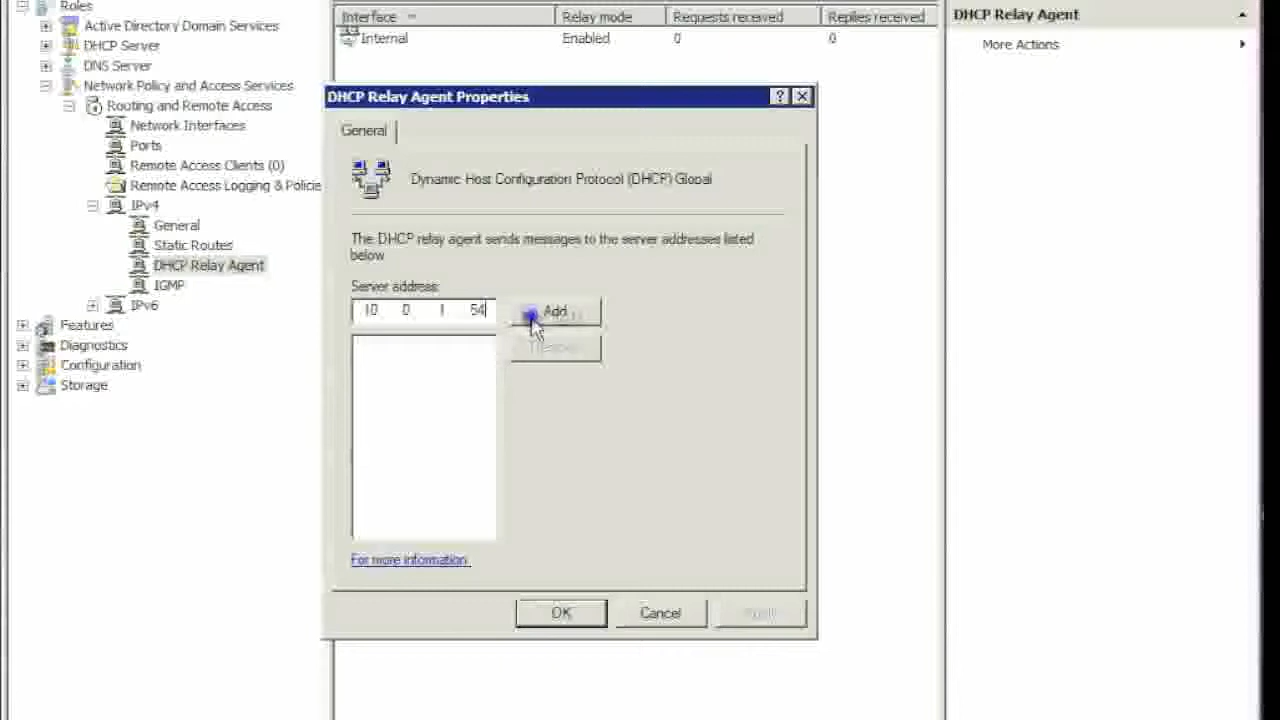 Roles
Active Directory Domain Services
DHCP Server
DNS Server
Network Policy and Access Services
Routing and Remote Access
Network Interfaces
Ports
Remote Access Clients (0)
Remote Access Logging & Policie
IPv4
General
Static Routes
DHCP Relay Agent
IGMP
IPv6
Features
Diagnostics
Configuration
Storage
Interface Relay mode Requests received Replies received
Internal Enabled 0 0
DHCP Relay Agent Properties
General
Dynamic Host Configuration Protocol (DHCP) Global
The DHCP relay agent sends messages to the server addresses listed
below
Server address:
10 0 1 54 Add
Remove
For more information
OK Cancel Apply
DHCP Relay Agent
More Actions